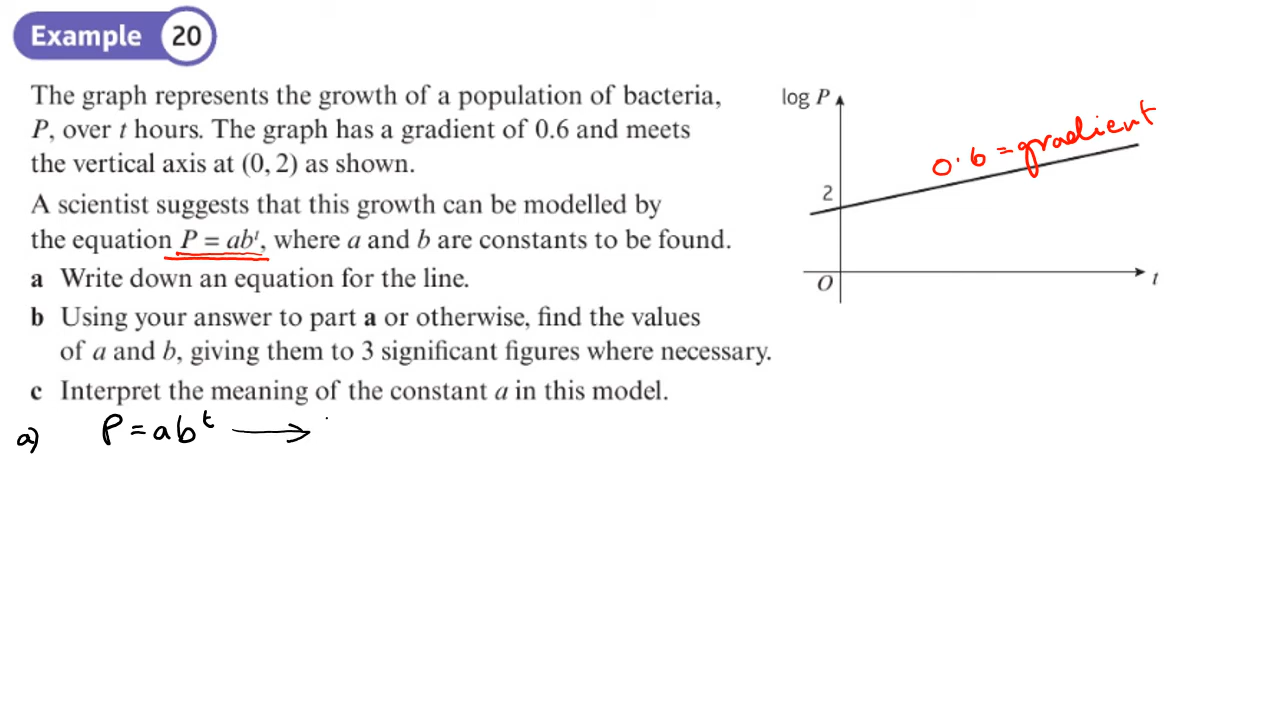 Example 20
The graph represents the growth of a population of bacteria,
P, over t hours. The graph has a gradient of 0.6 and meets
the vertical axis at (0, 2) as shown.
A scientist suggests that this growth can be modelled by
the equation P = abᵗ, where a and b are constants to be found.
a Write down an equation for the line.
b Using your answer to part a or otherwise, find the values
of a and b, giving them to 3 significant figures where necessary.
c Interpret the meaning of the constant a in this model.
log P
0.6 = gradient
2
O
t
a) P = abᵗ →